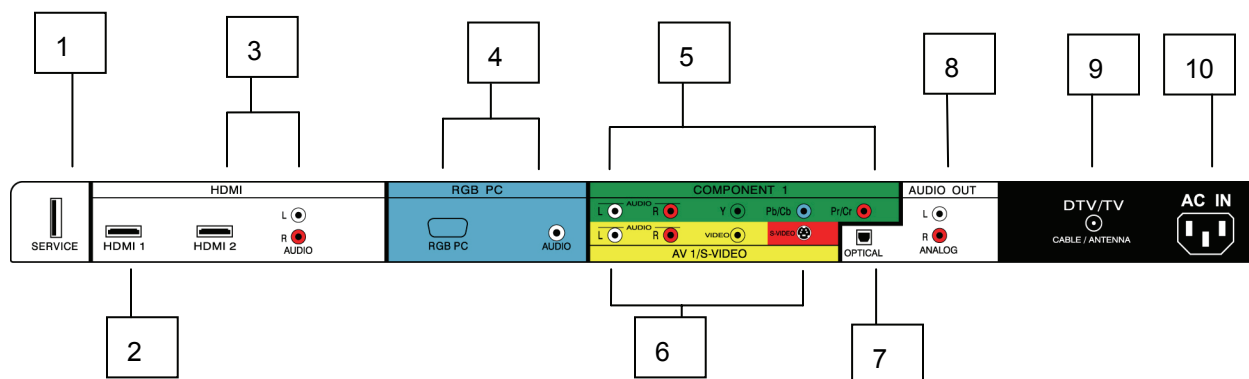 1
3
4
5
8
9
10
HDMI
RGB PC
COMPONENT 1
AUDIO OUT
SERVICE
HDMI 1
HDMI 2
L
R
AUDIO
RGB PC
AUDIO
L AUDIO R Y Pb/Cb Pr/Cr
L AUDIO R VIDEO S-VIDEO
AV 1/S-VIDEO
OPTICAL
L
R
ANALOG
DTV/TV
CABLE / ANTENNA
AC IN
2
6
7